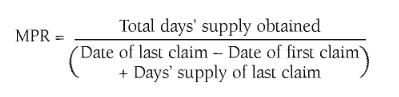 MPR = Total days' supply obtained
(Date of last claim – Date of first claim
+ Days' supply of last claim)